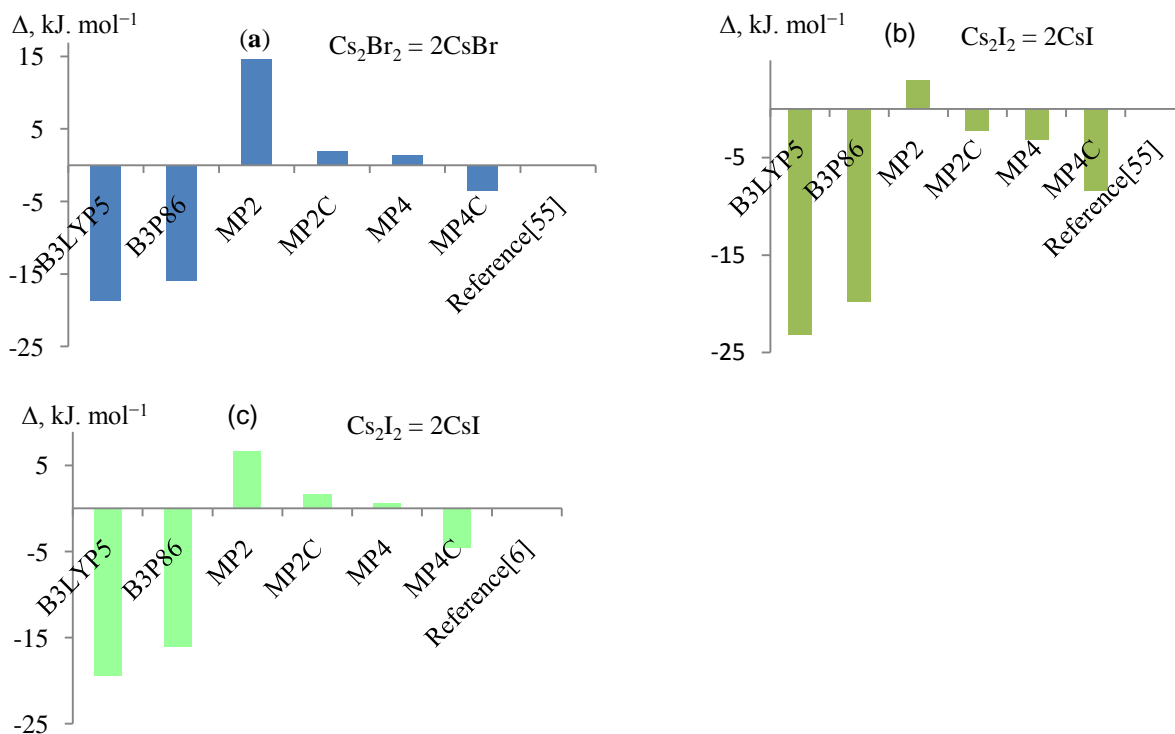 Δ, kJ. mol⁻¹
(a)
Cs₂Br₂ = 2CsBr
15
5
-5
-15
-25
B3LYP5
B3P86
MP2
MP2C
MP4
MP4C
Reference[55]
Δ, kJ. mol⁻¹
(b)
Cs₂I₂ = 2CsI
-5
-15
-25
B3LYP5
B3P86
MP2
MP2C
MP4
MP4C
Reference[55]
Δ, kJ. mol⁻¹
(c)
Cs₂I₂ = 2CsI
5
-5
-15
-25
B3LYP5
B3P86
MP2
MP2C
MP4
MP4C
Reference[6]